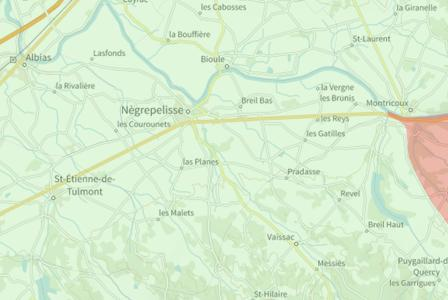 Cayrac
les Cabosses
la Giranelle
la Bouffière
St-Laurent
Lasfonds
Albias
Bioule
la Rivalière
la Vergne
les Brunis
Breil Bas
Montricoux
Nègrepelisse
les Courounets
les Reys
les Gatilles
las Planes
Pradasse
St-Étienne-de-
Tulmont
Revel
les Malets
Breil Haut
Vaissac
Messiès
Puygaillard-d
Quercy
les Garrigues
St-Hilaire